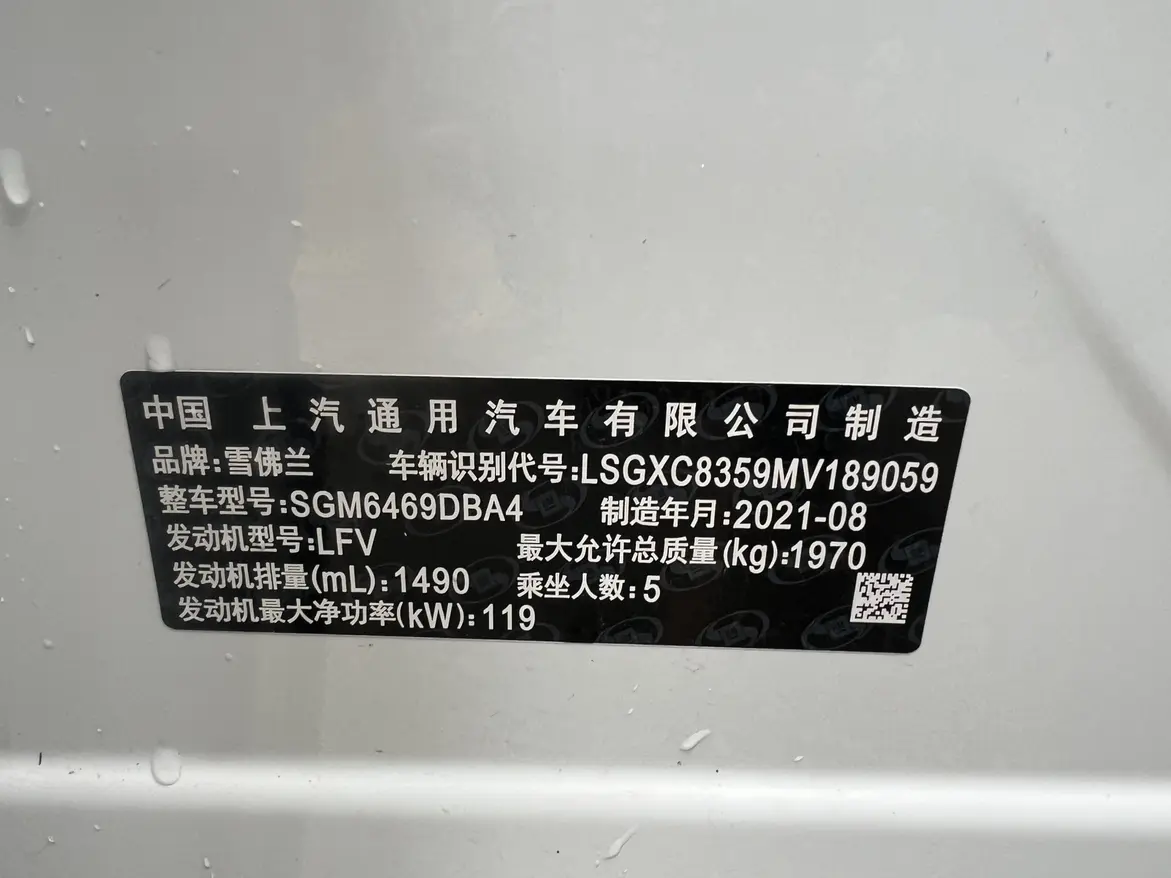 中国 上汽通用汽车有限公司制造
品牌:雪佛兰 车辆识别代号:LSGXC8359MV189059
整车型号:SGM6469DBA4 制造年月:2021-08
发动机型号:LFV 最大允许总质量(kg):1970
发动机排量(mL):1490 乘坐人数:5
发动机最大净功率(kW):119